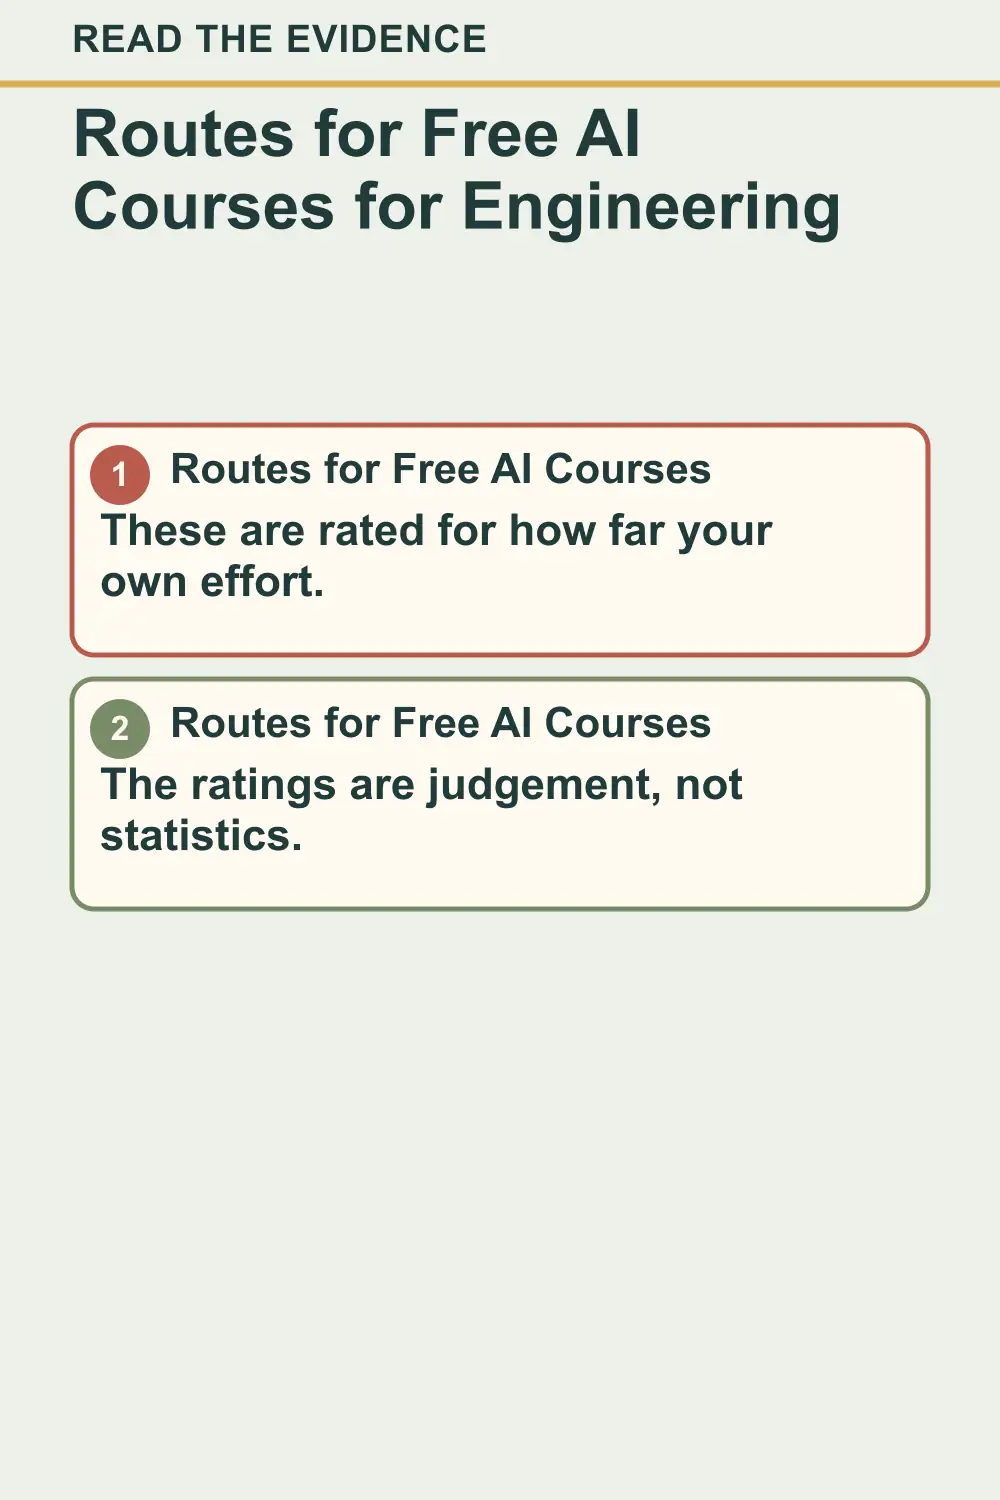 READ THE EVIDENCE
Routes for Free AI
Courses for Engineering
1 Routes for Free AI Courses
These are rated for how far your
own effort.
2 Routes for Free AI Courses
The ratings are judgement, not
statistics.